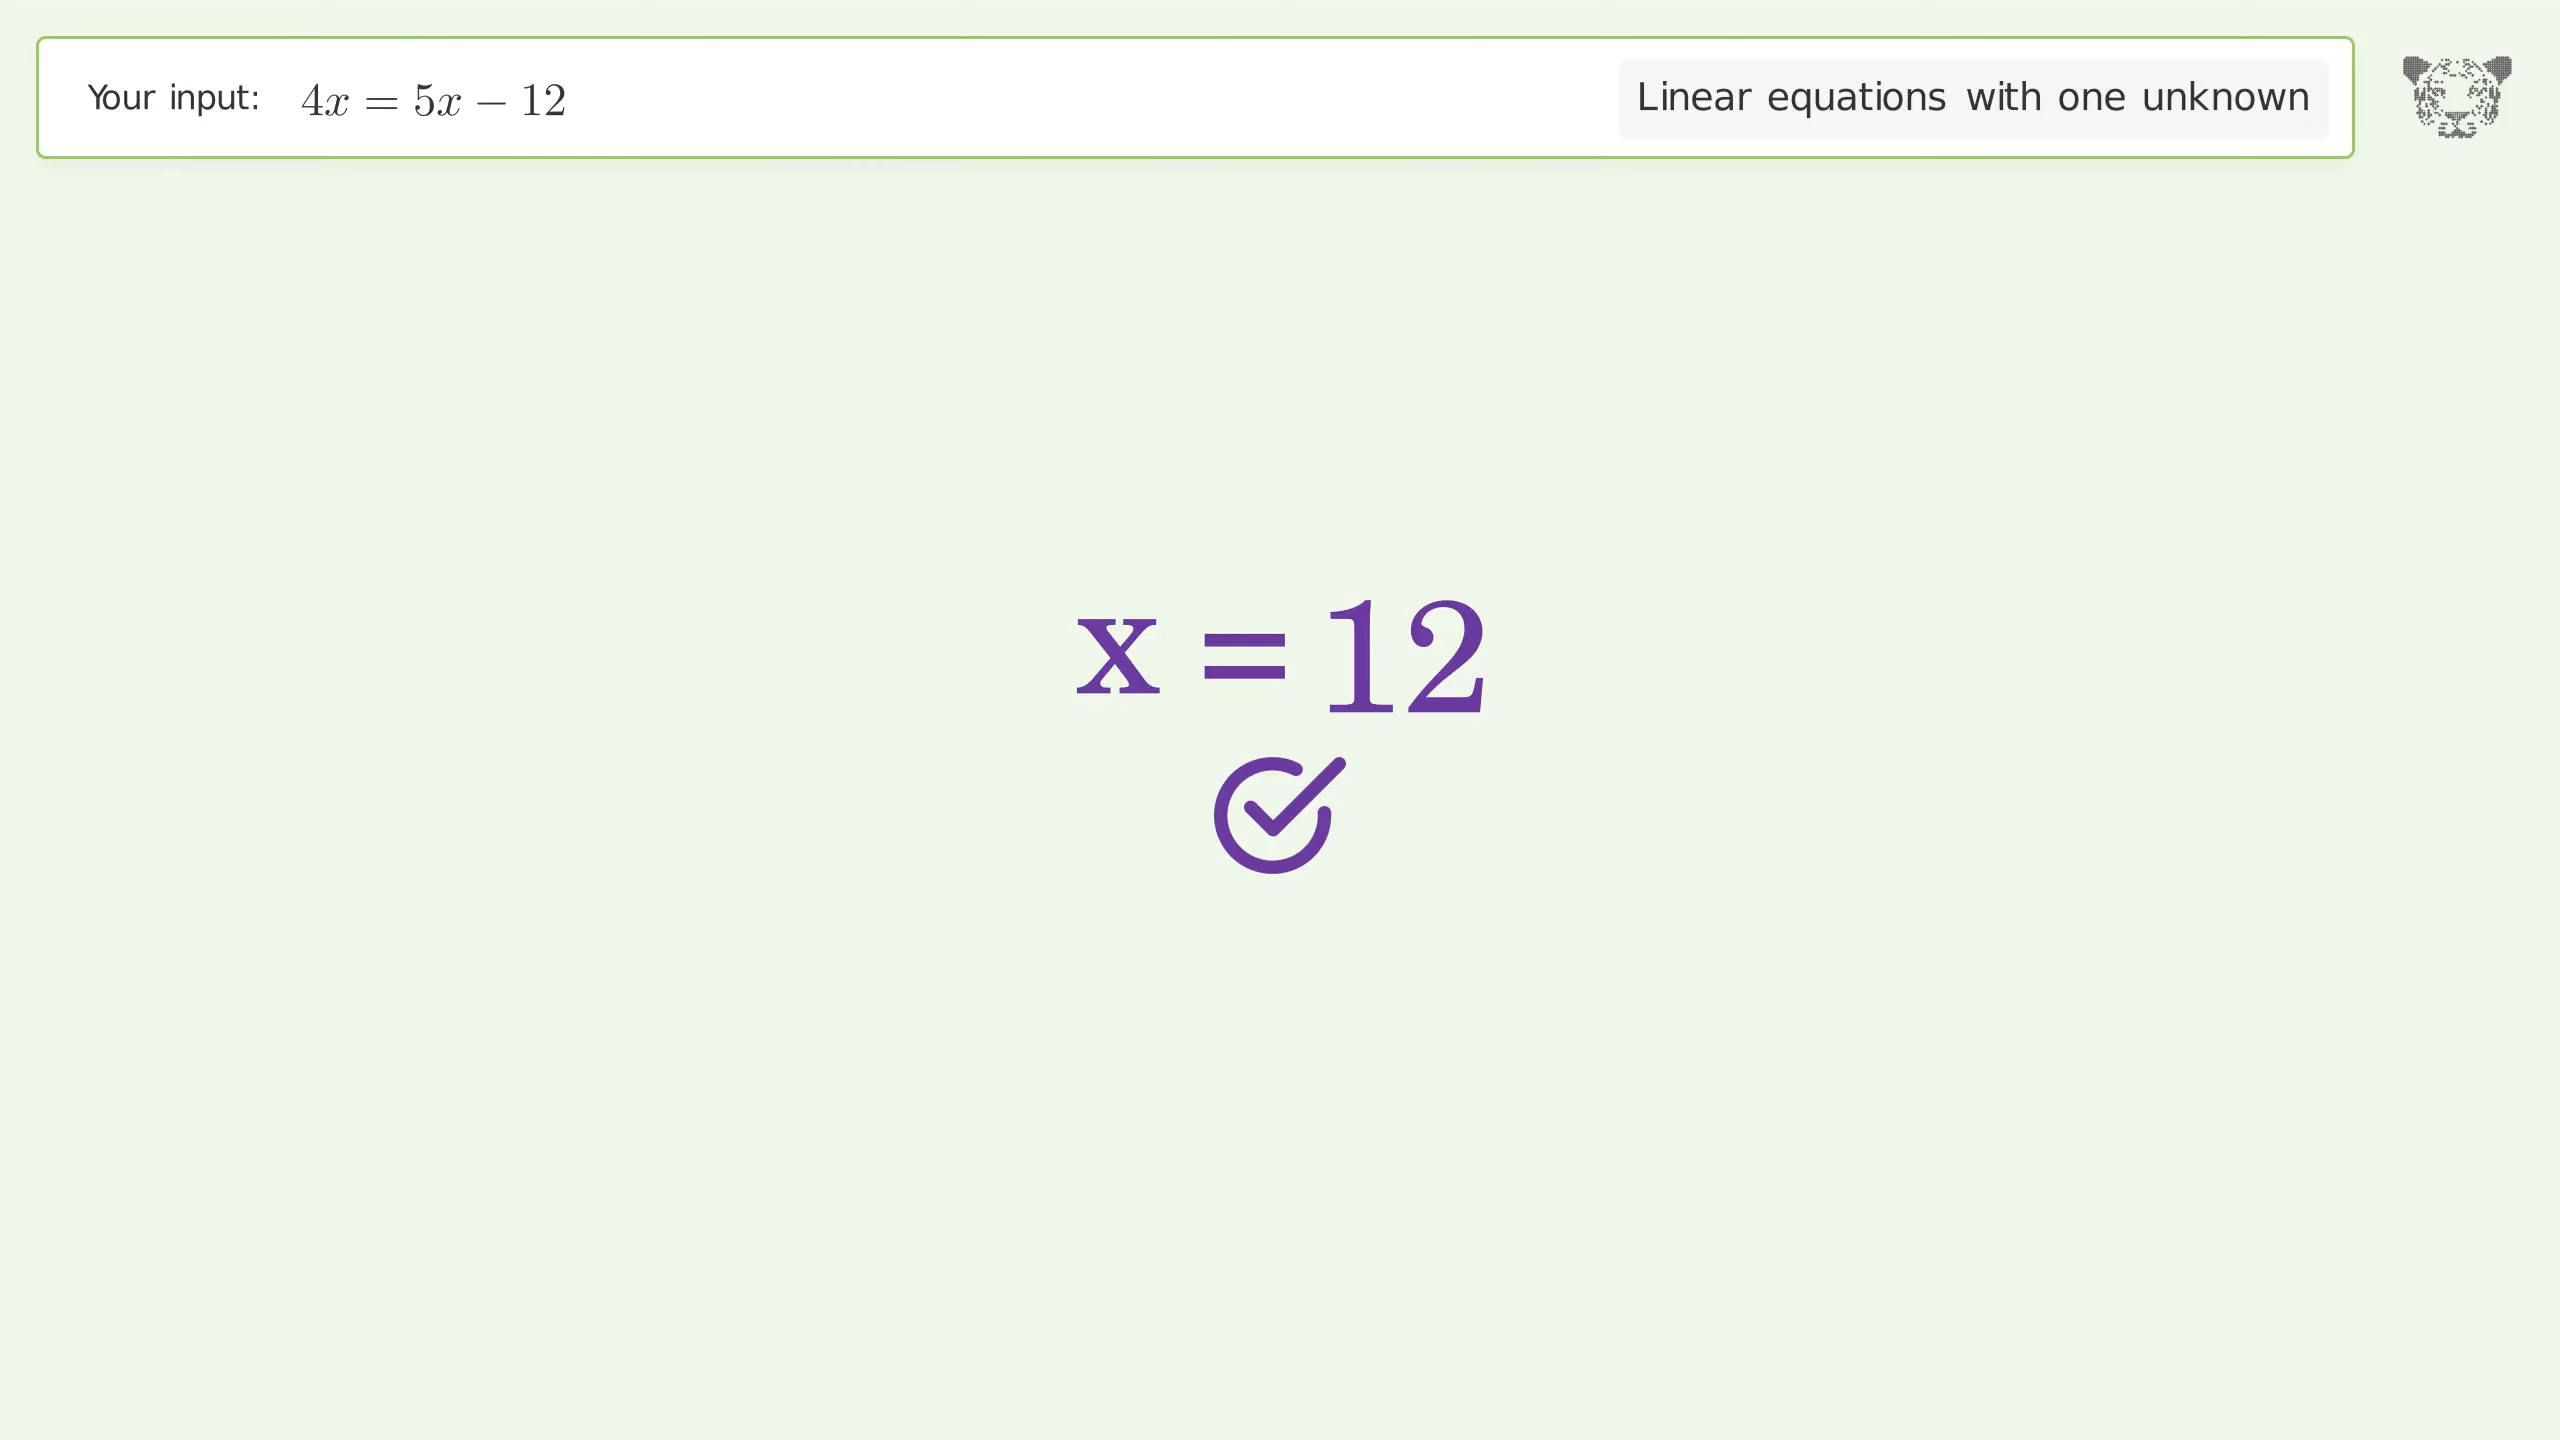 Your input: 4x = 5x − 12
Linear equations with one unknown
x = 12